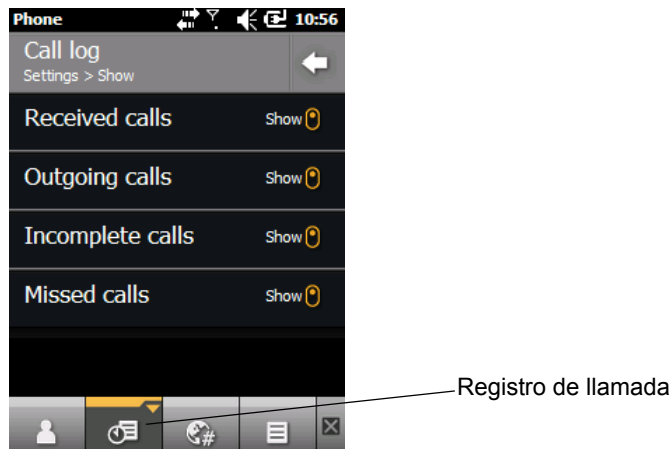 Phone 10:56
Call log
Settings > Show
Received calls Show
Outgoing calls Show
Incomplete calls Show
Missed calls Show
#
Registro de llamada